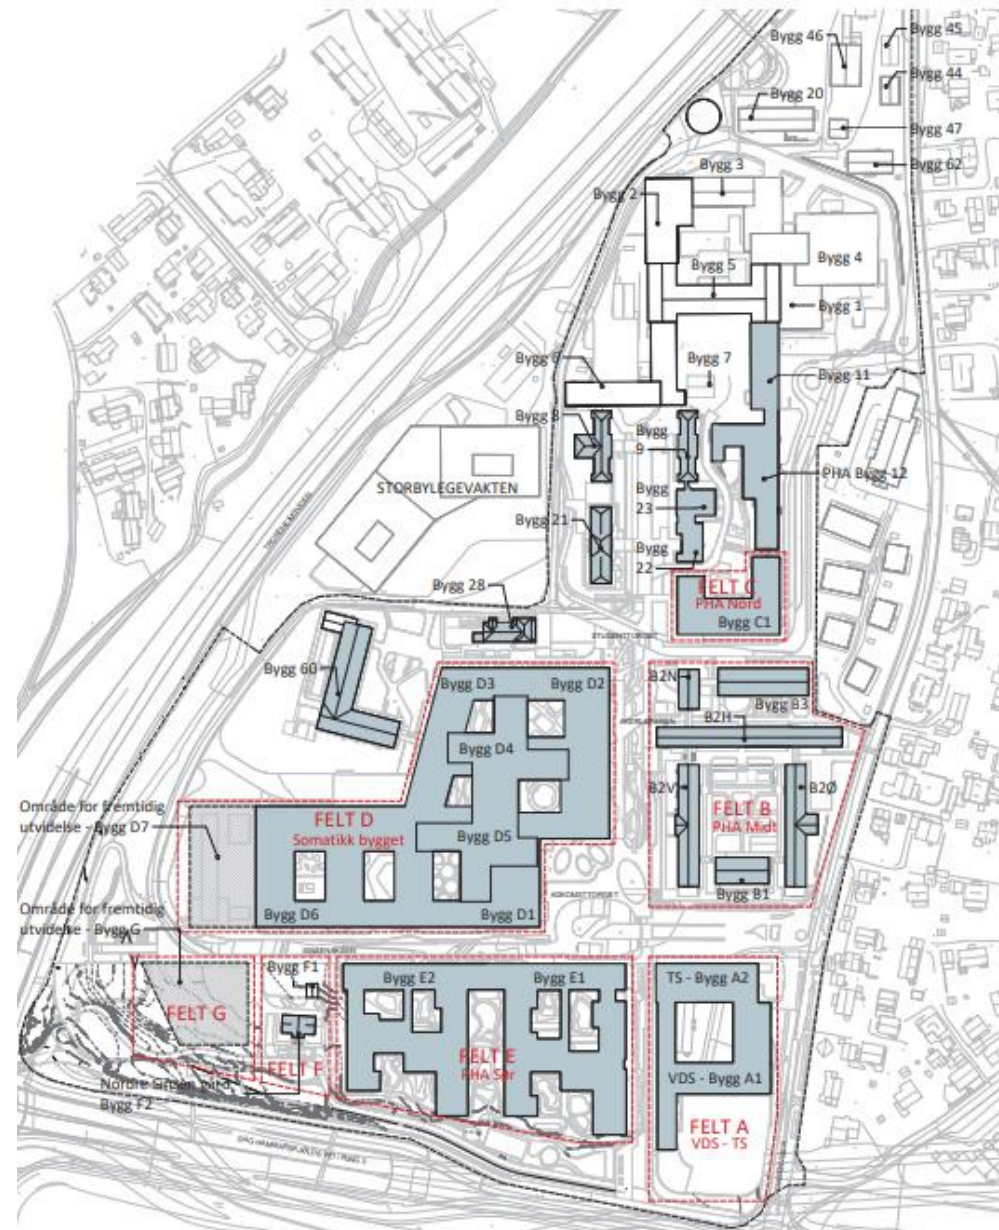 Bygg 46
Bygg 45
Bygg 44
Bygg 20
Bygg 47
Bygg 62
Bygg 3
Bygg 2
Bygg 5
Bygg 4
Bygg 1
Bygg 6
Bygg 7
Bygg 11
Bygg 8
Bygg
9
PHA Bygg 12
STORBYLEGEVAKTEN
Bygg
23
Bygg 21
Bygg
22
TRONDHEIMSVEIEN
FELT C
PHA Nord
Bygg C1
Bygg 28
STUDENTTORGET
Bygg 60
Bygg D3
Bygg D2
B2N
Bygg B3
B2H
Bygg D4
B2V
B2Ø
FELT B
PHA Midt
Område for fremtidig
utvidelse - Bygg D7
FELT D
Somatikk bygget
Bygg D5
Bygg B1
Bygg D6
Bygg D1
Område for fremtidig
utvidelse - Bygg G
Bygg F1
Bygg E2
Bygg E1
TS - Bygg A2
FELT G
FELT E
PHA Sør
FELT F
VDS - Bygg A1
Nordre Sinsen gård
Bygg F2
FELT A
VDS - TS